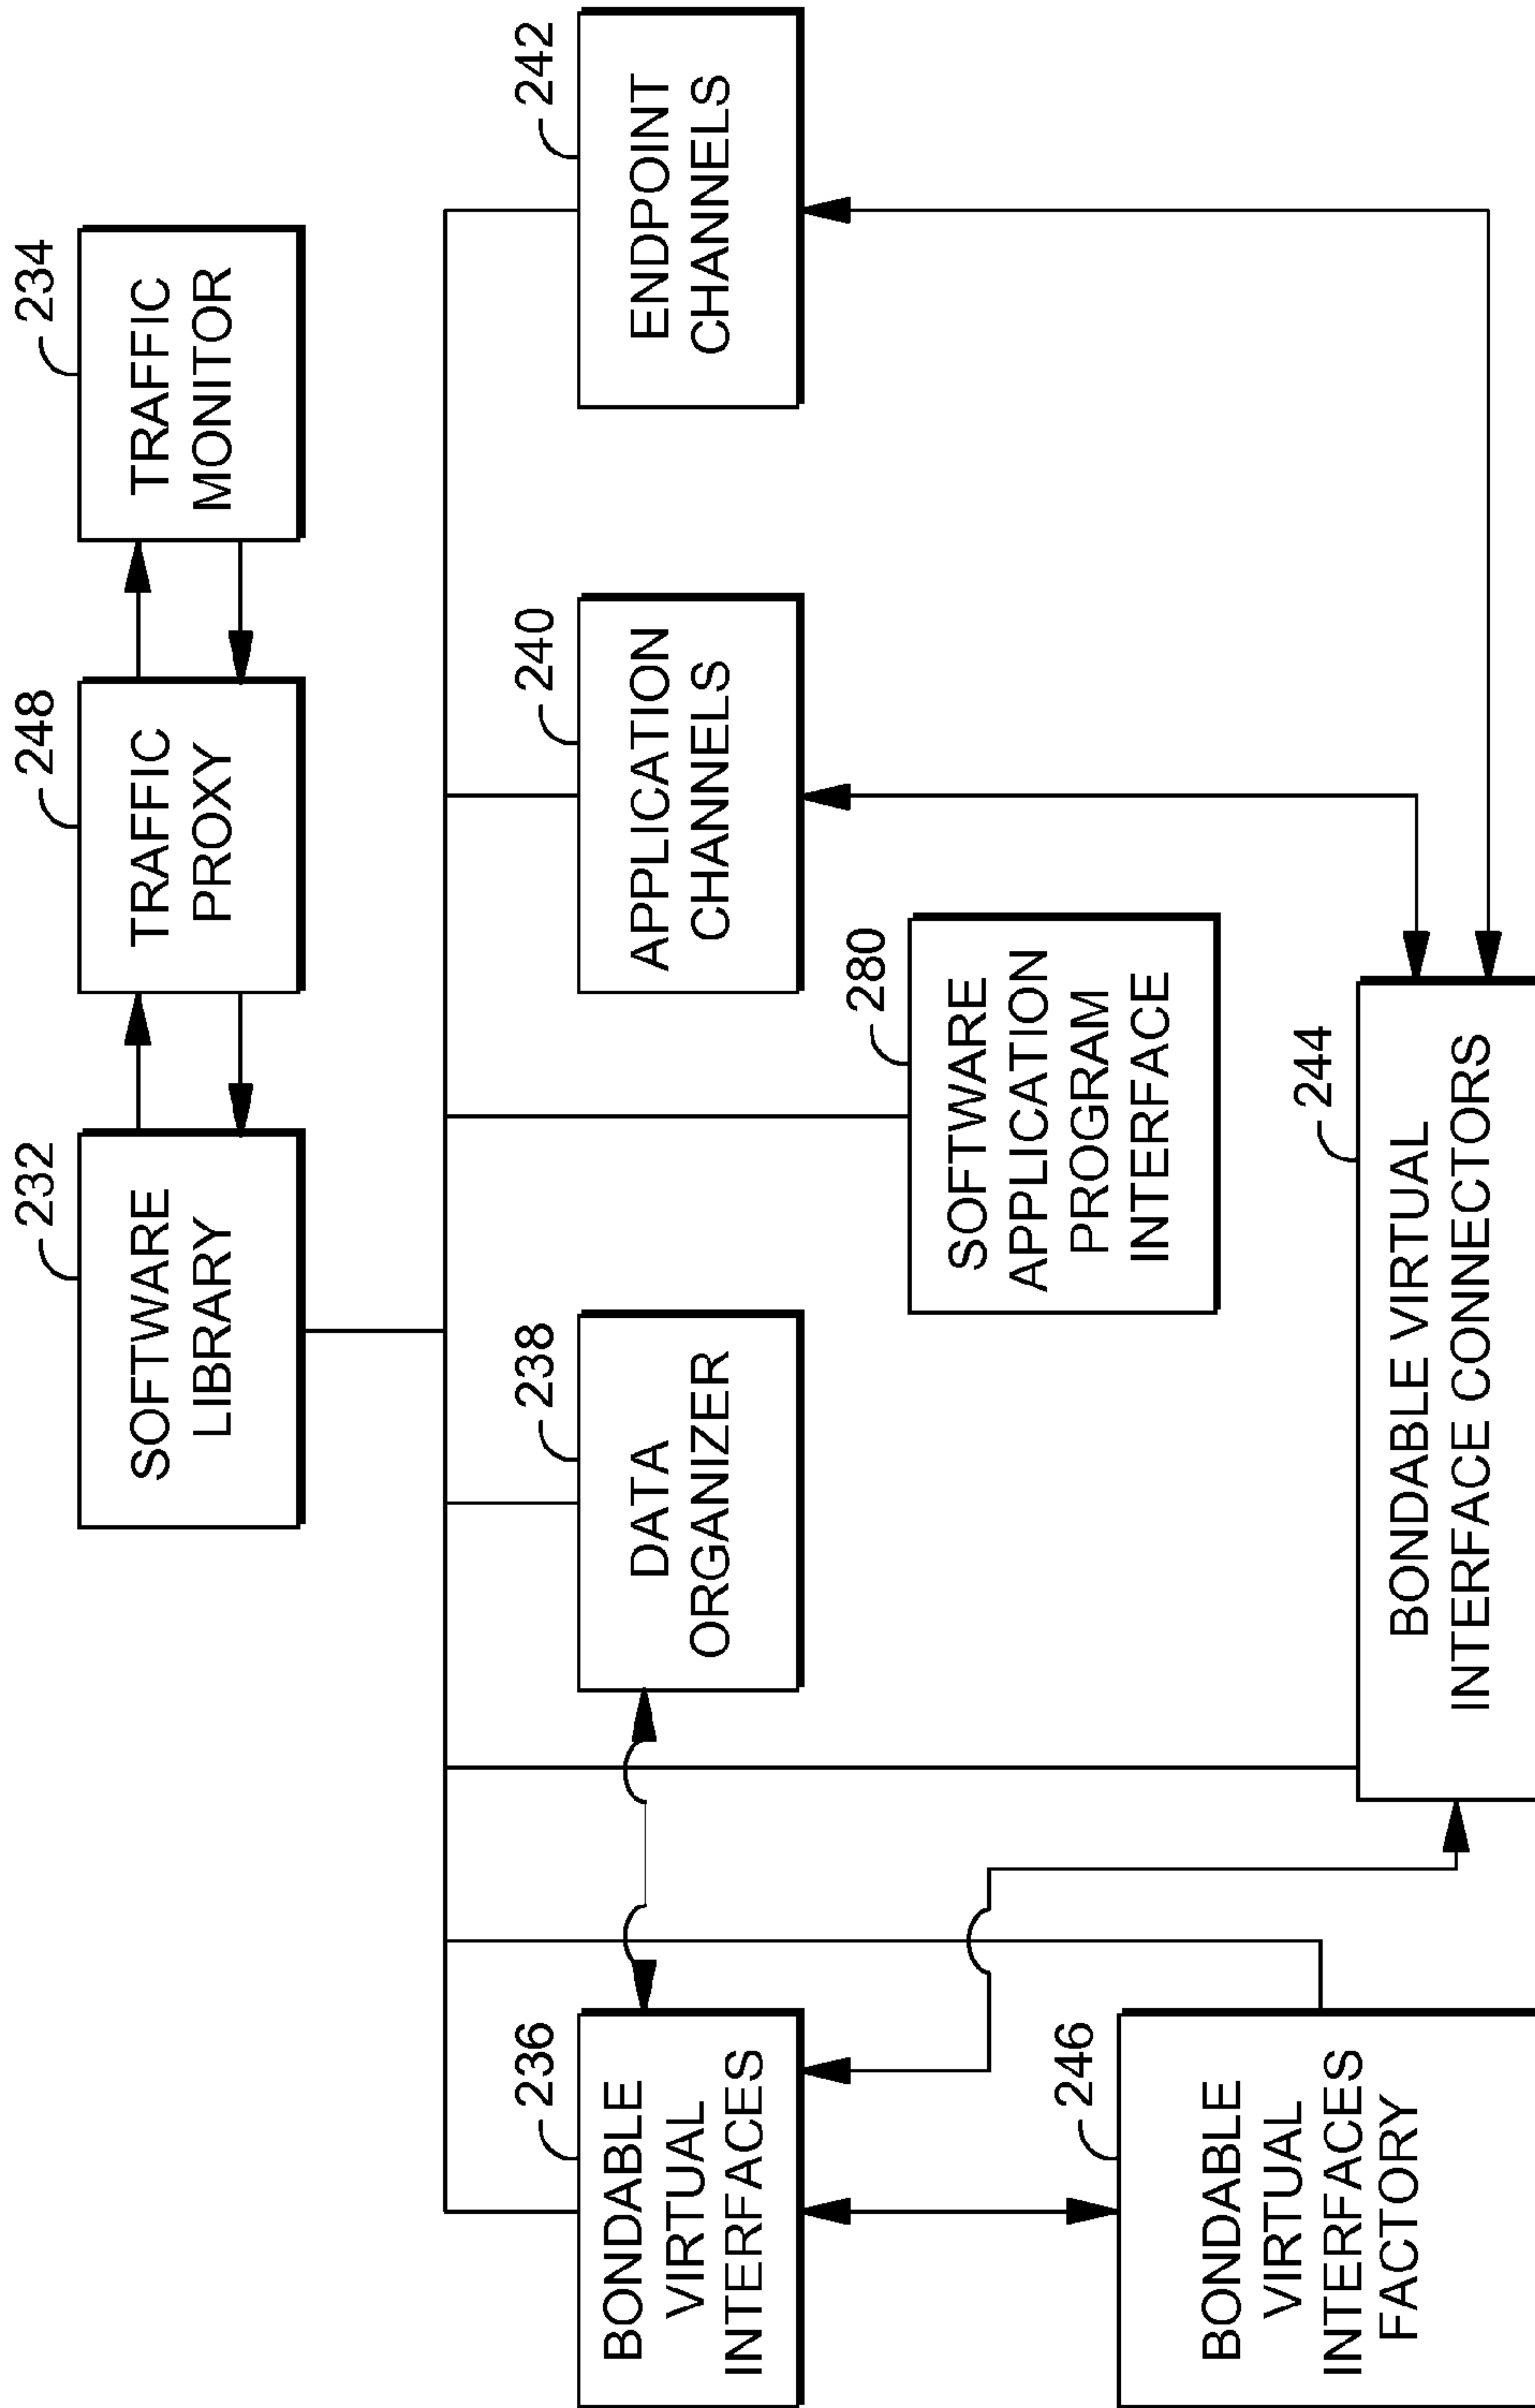 232
SOFTWARE
LIBRARY
248
TRAFFIC
PROXY
234
TRAFFIC
MONITOR
236
BONDABLE
VIRTUAL
INTERFACES
238
DATA
ORGANIZER
240
APPLICATION
CHANNELS
242
ENDPOINT
CHANNELS
280
SOFTWARE
APPLICATION
PROGRAM
INTERFACE
246
BONDABLE
VIRTUAL
INTERFACES
FACTORY
244
BONDABLE VIRTUAL
INTERFACE CONNECTORS